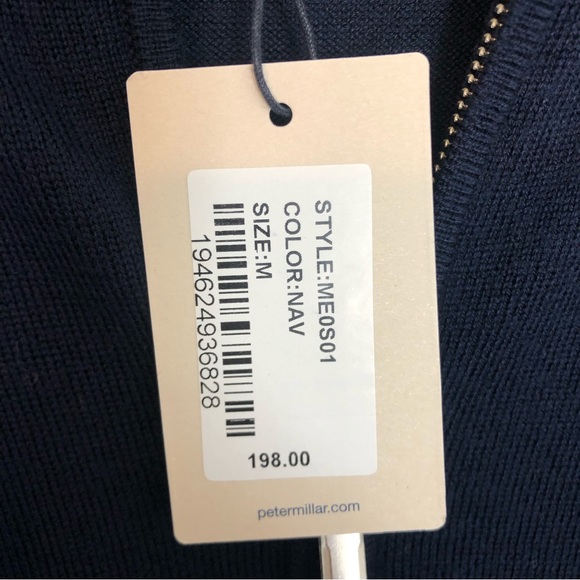 STYLE:ME0S01
COLOR:NAV
SIZE:M
194624936828
198.00
petermillar.com